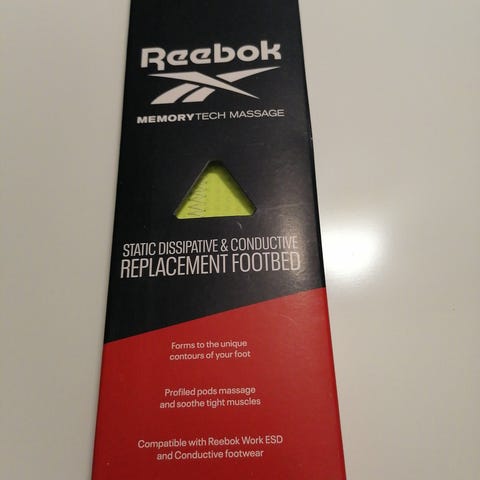 Reebok
MEMORYTECH MASSAGE
STATIC DISSIPATIVE & CONDUCTIVE
REPLACEMENT FOOTBED
Forms to the unique
contours of your foot
Profiled pods massage
and soothe tight muscles
Compatible with Reebok Work ESD
and Conductive footwear